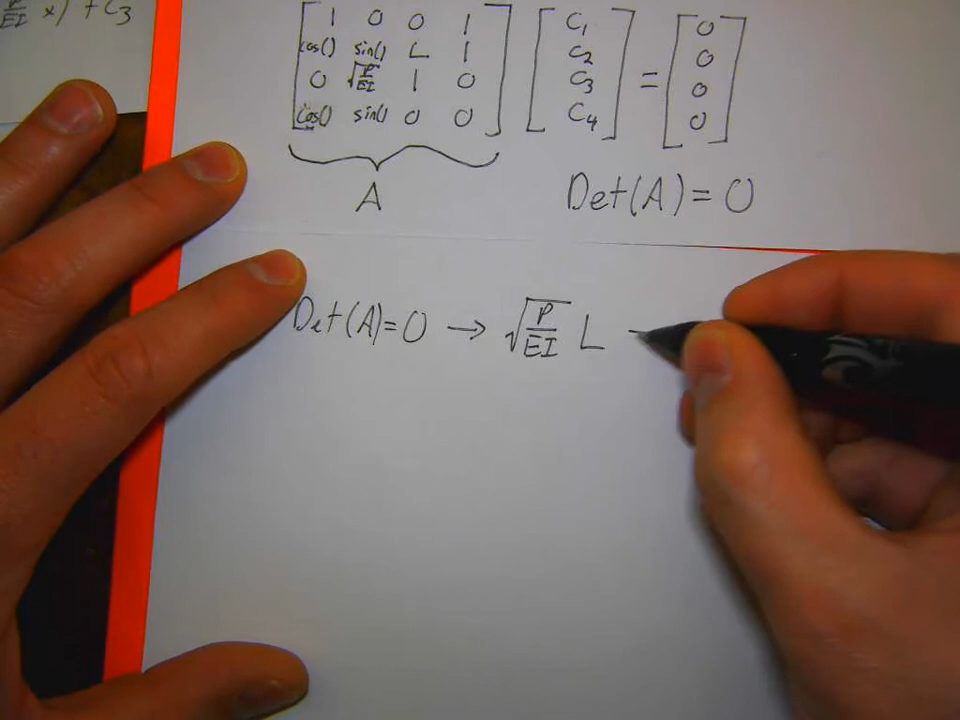 √(P/EI) x) + C3
[1 0 0 1] [C1] [0]
[cos() sin() L 1] [C2] [0]
[0 √(P/EI) 1 0] [C3] = [0]
[cos() sin() 0 0] [C4] [0]
A Det(A) = 0
Det(A)=0 → √(P/EI) L -